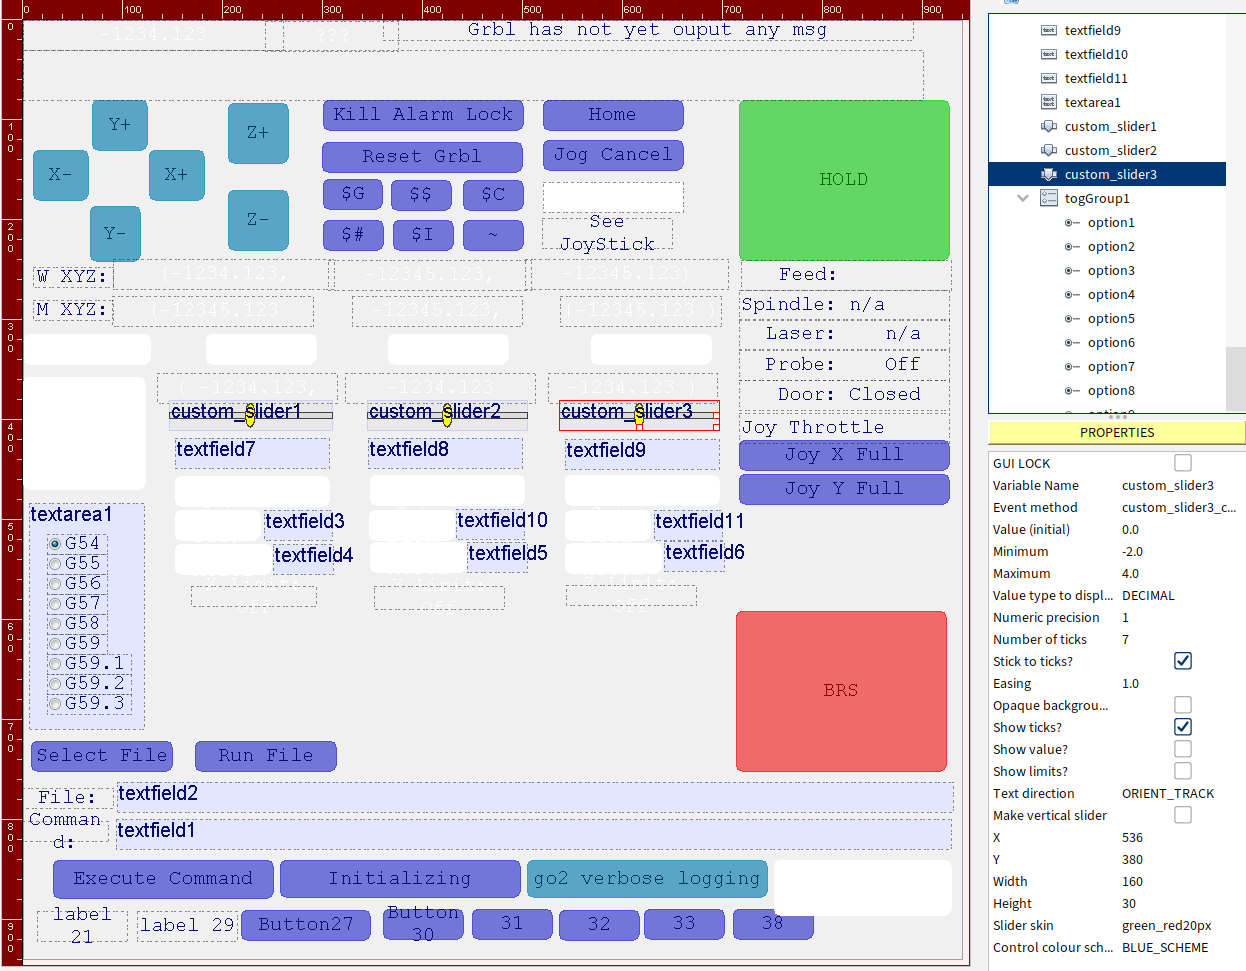 0 100 200 300 400 500 600 700 800 900
-1234.123 ??? Grbl has not yet ouput any msg
Y+ Z+ Kill Alarm Lock Home
X- X+ Reset Grbl Jog Cancel HOLD
$G $$ $C
Y- Z- $# $I ~ See
JoyStick
W XYZ: (-1234.123, -12345.123, -12345.123) Feed:
M XYZ: (-12345.123 -12345.123, Spindle: n/a
Laser: n/a
Probe: Off
-1234.123, -1234.123 -1234.123) Door: Closed
custom_slider1 custom_slider2 custom_slider3
Joy Throttle
textfield7 textfield8 textfield9 Joy X Full
Joy Y Full
textarea1 textfield3 textfield10 textfield11
G54 textfield4 textfield5 textfield6
G55
G56
G57
G58
G59
G59.1
G59.2
G59.3
BRS
Select File Run File
File: textfield2
Comman
d: textfield1
Execute Command Initializing go2 verbose logging
label
21 label 29 Button27 Button
30 31 32 33 38
textfield9
textfield10
textfield11
textarea1
custom_slider1
custom_slider2
custom_slider3
togGroup1
option1
option2
option3
option4
option5
option6
option7
option8
PROPERTIES
GUI LOCK
Variable Name custom_slider3
Event method custom_slider3_c...
Value (initial) 0.0
Minimum -2.0
Maximum 4.0
Value type to displ... DECIMAL
Numeric precision 1
Number of ticks 7
Stick to ticks?
Easing 1.0
Opaque backgrou...
Show ticks?
Show value?
Show limits?
Text direction ORIENT_TRACK
Make vertical slider
X 536
Y 380
Width 160
Height 30
Slider skin green_red20px
Control colour sch... BLUE_SCHEME